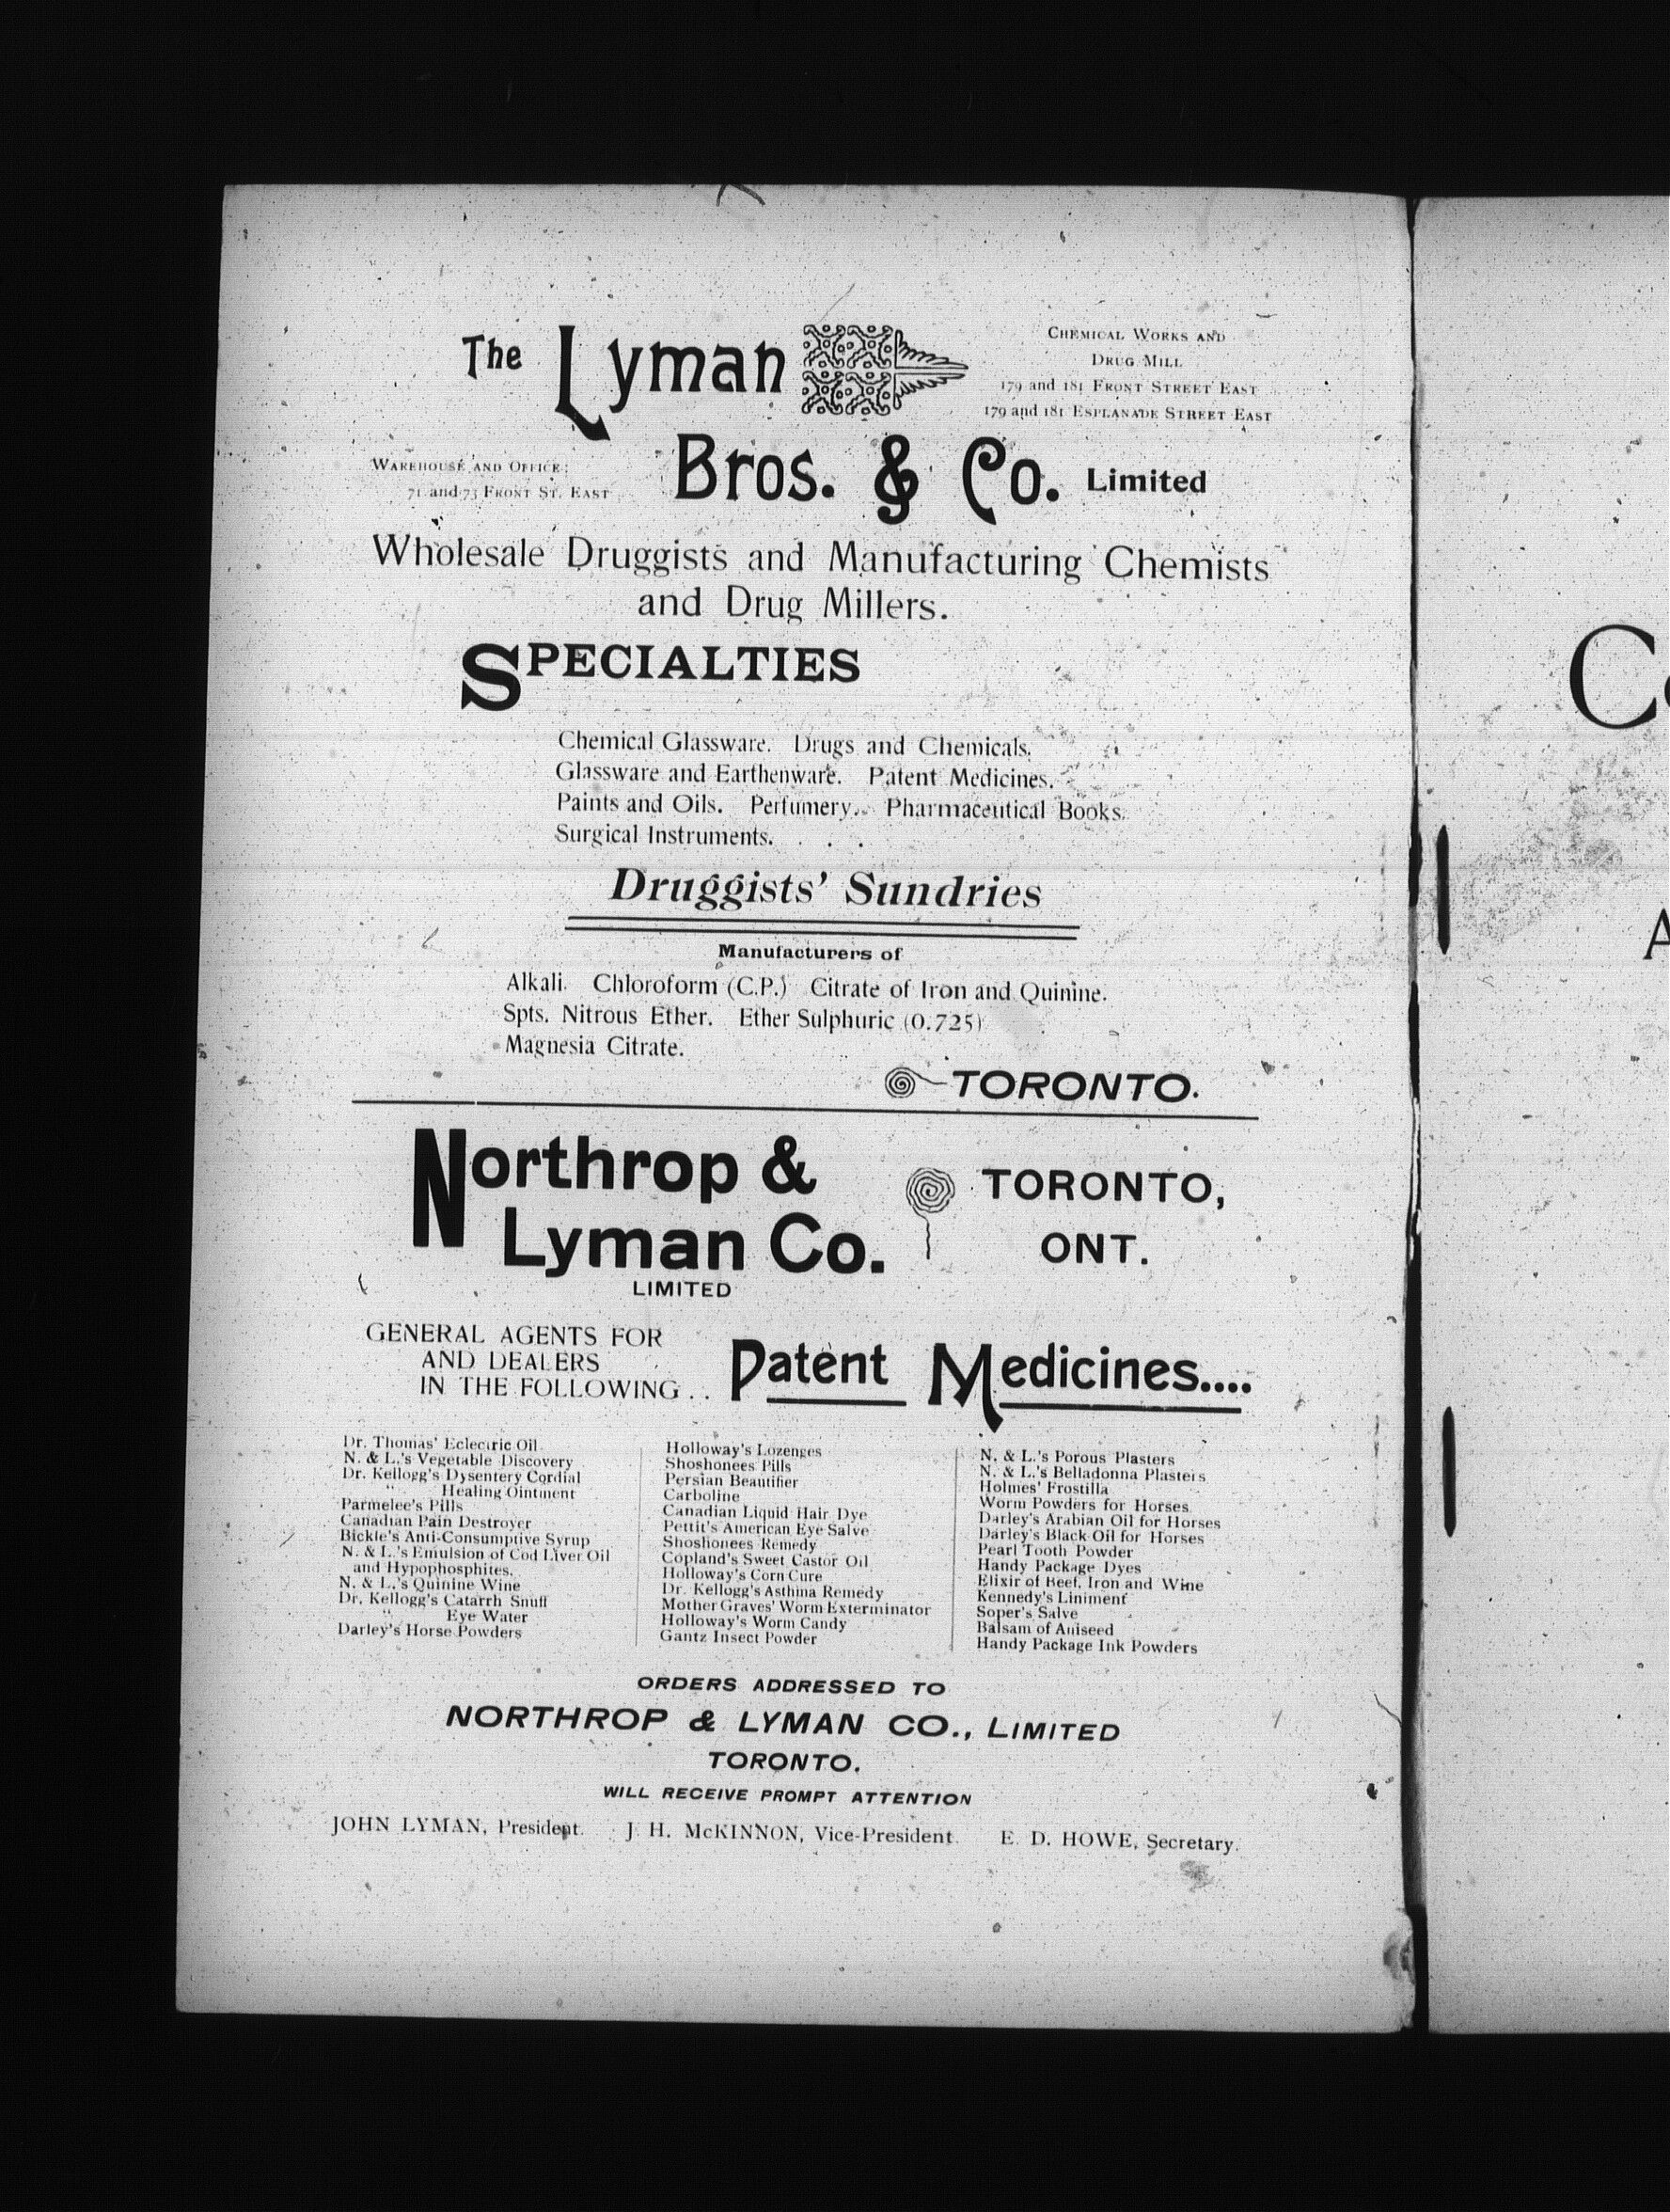 The Lyman
CHEMICAL WORKS AND
DRUG MILL
179 and 181 FRONT STREET EAST
179 and 181 ESPLANADE STREET EAST
Bros. & Co. Limited
WAREHOUSE AND OFFICE:
71 and 73 FRONT ST. EAST
Wholesale Druggists and Manufacturing Chemists
and Drug Millers.
SPECIALTIES
Chemical Glassware. Drugs and Chemicals.
Glassware and Earthenware. Patent Medicines.
Paints and Oils. Perfumery. Pharmaceutical Books.
Surgical Instruments. . . .
Druggists' Sundries
Manufacturers of
Alkali. Chloroform (C.P.) Citrate of Iron and Quinine.
Spts. Nitrous Ether. Ether Sulphuric (0.725)
Magnesia Citrate.
TORONTO.
Northrop &
Lyman Co.
LIMITED
TORONTO,
ONT.
GENERAL AGENTS FOR
AND DEALERS
IN THE FOLLOWING . .
Patent Medicines....
Dr. Thomas' Eclectric Oil
N. & L.'s Vegetable Discovery
Dr. Kellogg's Dysentery Cordial
" Healing Ointment
Parmelee's Pills
Canadian Pain Destroyer
Bickle's Anti-Consumptive Syrup
N. & L.'s Emulsion of Cod Liver Oil
and Hypophosphites.
N. & L.'s Quinine Wine
Dr. Kellogg's Catarrh Snuff
" Eye Water
Darley's Horse Powders
Holloway's Lozenges
Shoshonees Pills
Persian Beautifier
Carboline
Canadian Liquid Hair Dye
Pettit's American Eye Salve
Shoshonees Remedy
Copland's Sweet Castor Oil
Holloway's Corn Cure
Dr. Kellogg's Asthma Remedy
Mother Graves' Worm Exterminator
Holloway's Worm Candy
Gantz Insect Powder
N. & L.'s Porous Plasters
N. & L.'s Belladonna Plasters
Holmes' Frostilla
Worm Powders for Horses
Darley's Arabian Oil for Horses
Darley's Black Oil for Horses
Pearl Tooth Powder
Handy Package Dyes
Elixir of Beef, Iron and Wine
Kennedy's Liniment
Soper's Salve
Balsam of Aniseed
Handy Package Ink Powders
ORDERS ADDRESSED TO
NORTHROP & LYMAN CO., LIMITED
TORONTO.
WILL RECEIVE PROMPT ATTENTION
JOHN LYMAN, President. J. H. McKINNON, Vice-President. E. D. HOWE, Secretary.